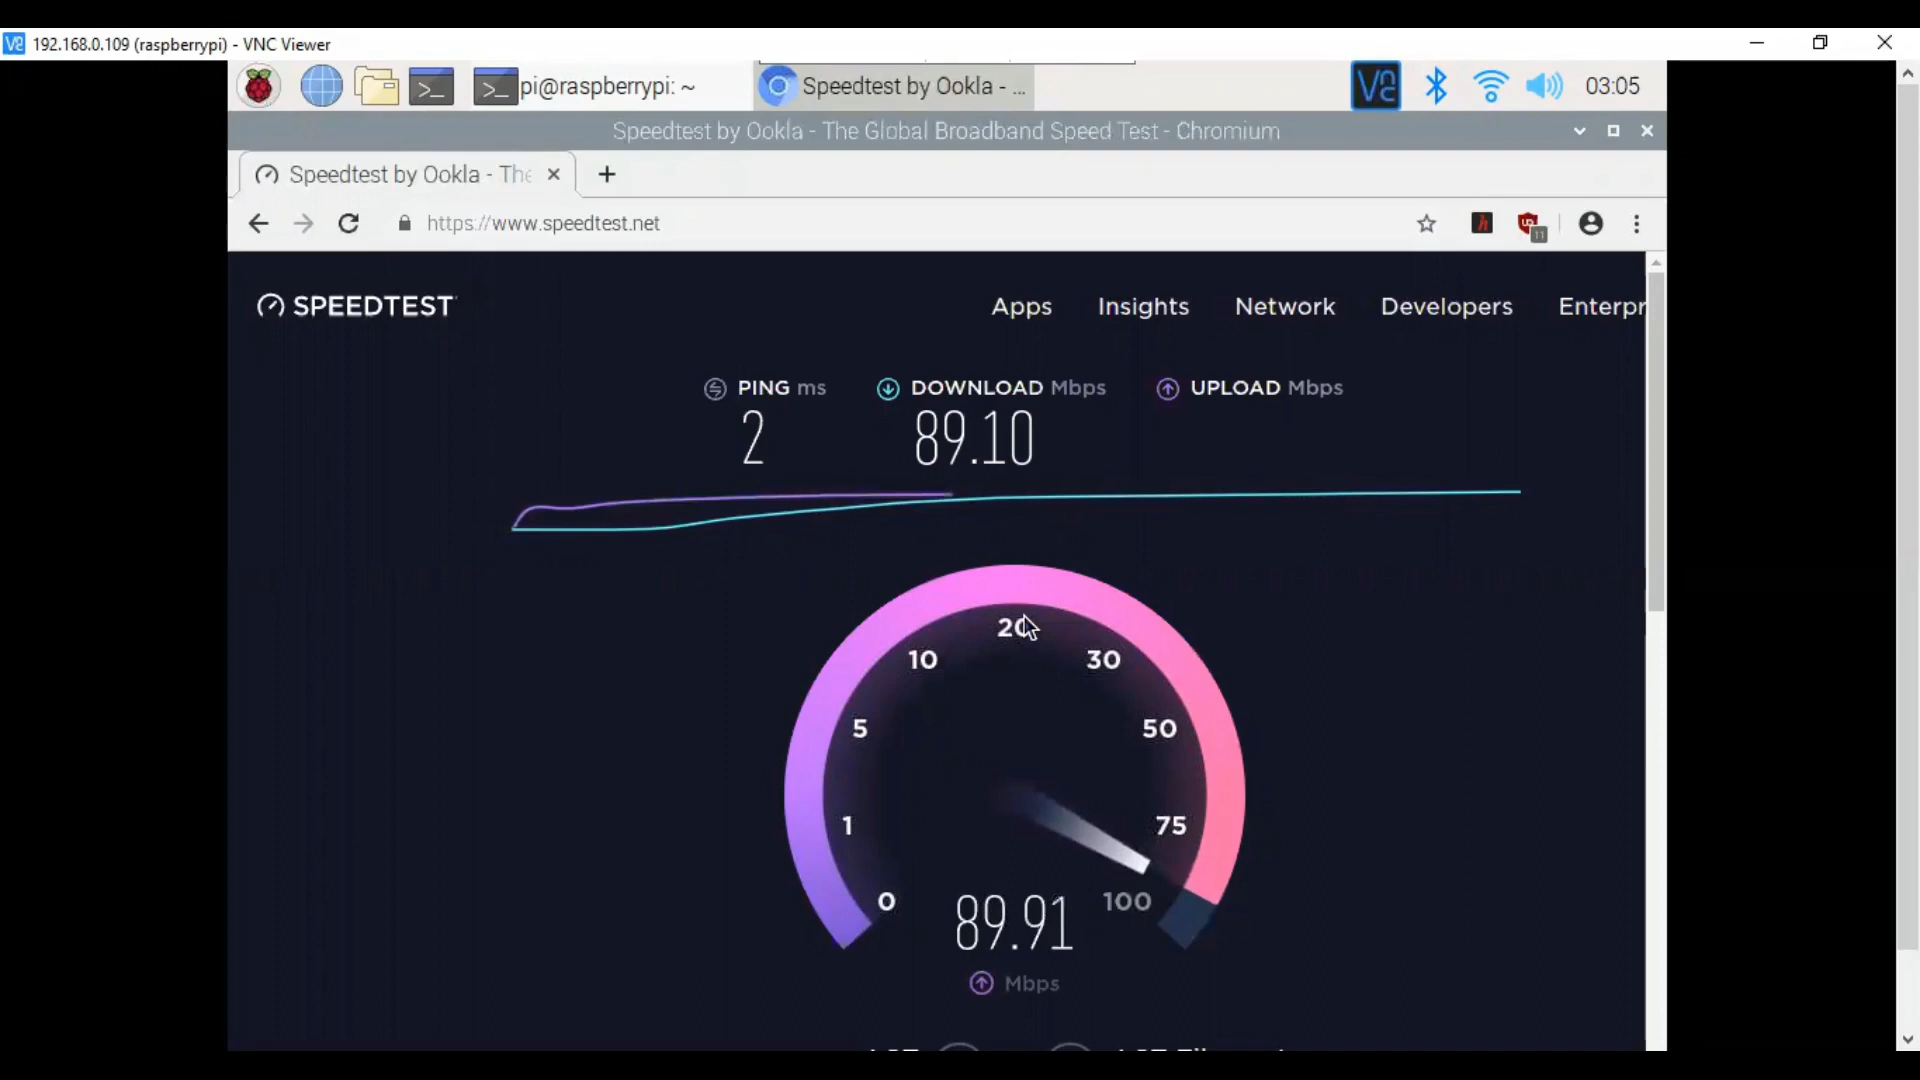 192.168.0.109 (raspberrypi) - VNC Viewer
pi@raspberrypi: ~
Speedtest by Ookla - ...
03:05
Speedtest by Ookla - The Global Broadband Speed Test - Chromium
Speedtest by Ookla - The
https://www.speedtest.net
11
SPEEDTEST
Apps Insights Network Developers Enterpr
PING ms DOWNLOAD Mbps UPLOAD Mbps
2 89.10
20
10 30
5 50
1 75
0 100
89.91
Mbps